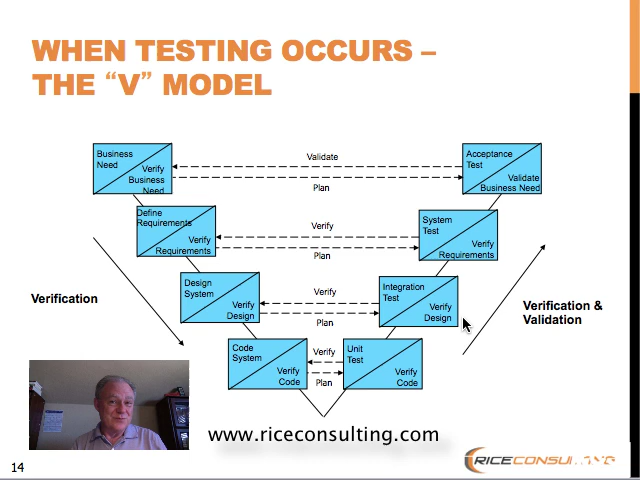 WHEN TESTING OCCURS –
THE “V” MODEL
Business
Need
Verify
Business
Need
Validate
Plan
Acceptance
Test
Validate
Business Need
Define
Requirements
Verify
Requirements
Verify
Plan
System
Test
Verify
Requirements
Verification
Design
System
Verify
Design
Verify
Plan
Integration
Test
Verify
Design
Verification &
Validation
Code
System
Verify
Code
Verify
Plan
Unit
Test
Verify
Code
www.riceconsulting.com
14
RICECONSULTING